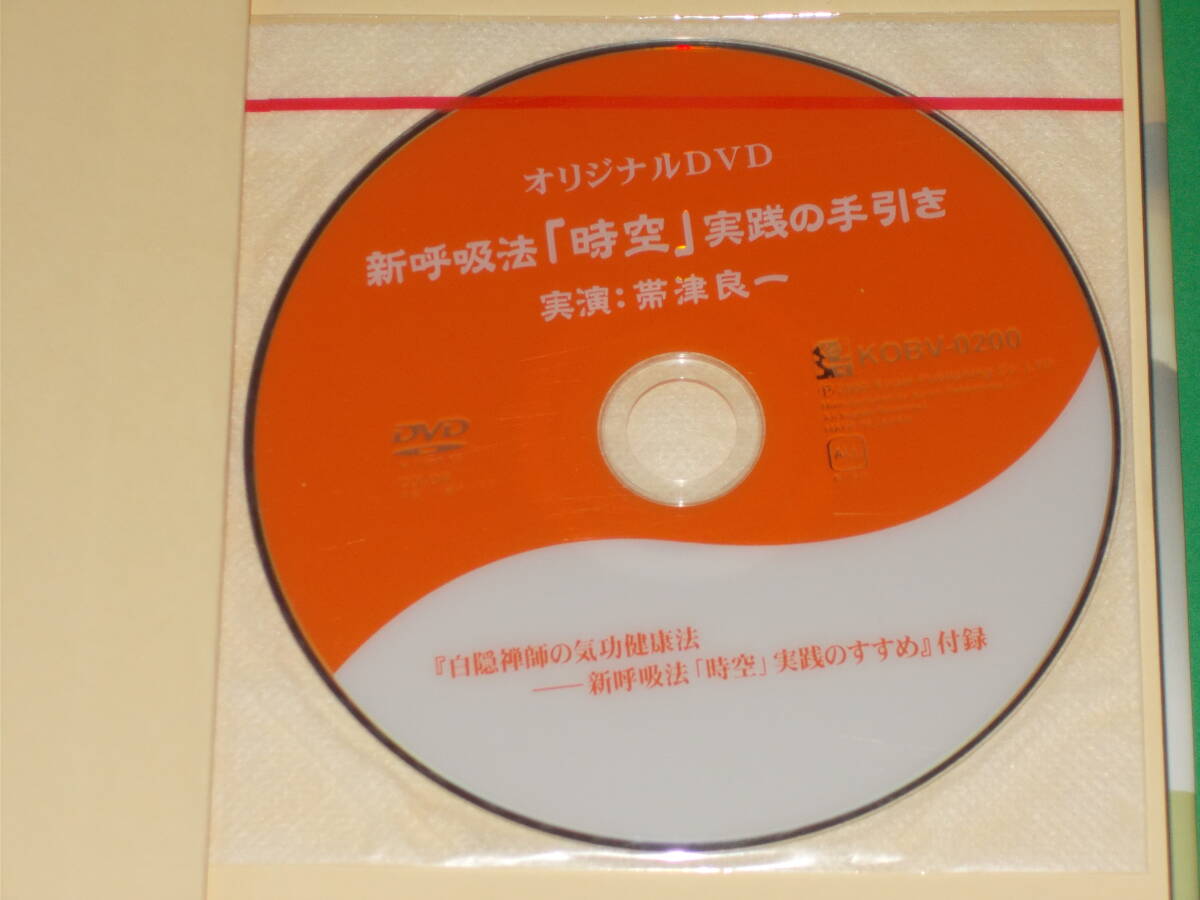 オリジナルDVD
新呼吸法「時空」実践の手引き
実演：帯津良一
KOBV-0200
DVD
『白隠禅師の気功健康法
──新呼吸法「時空」実践のすすめ』付録